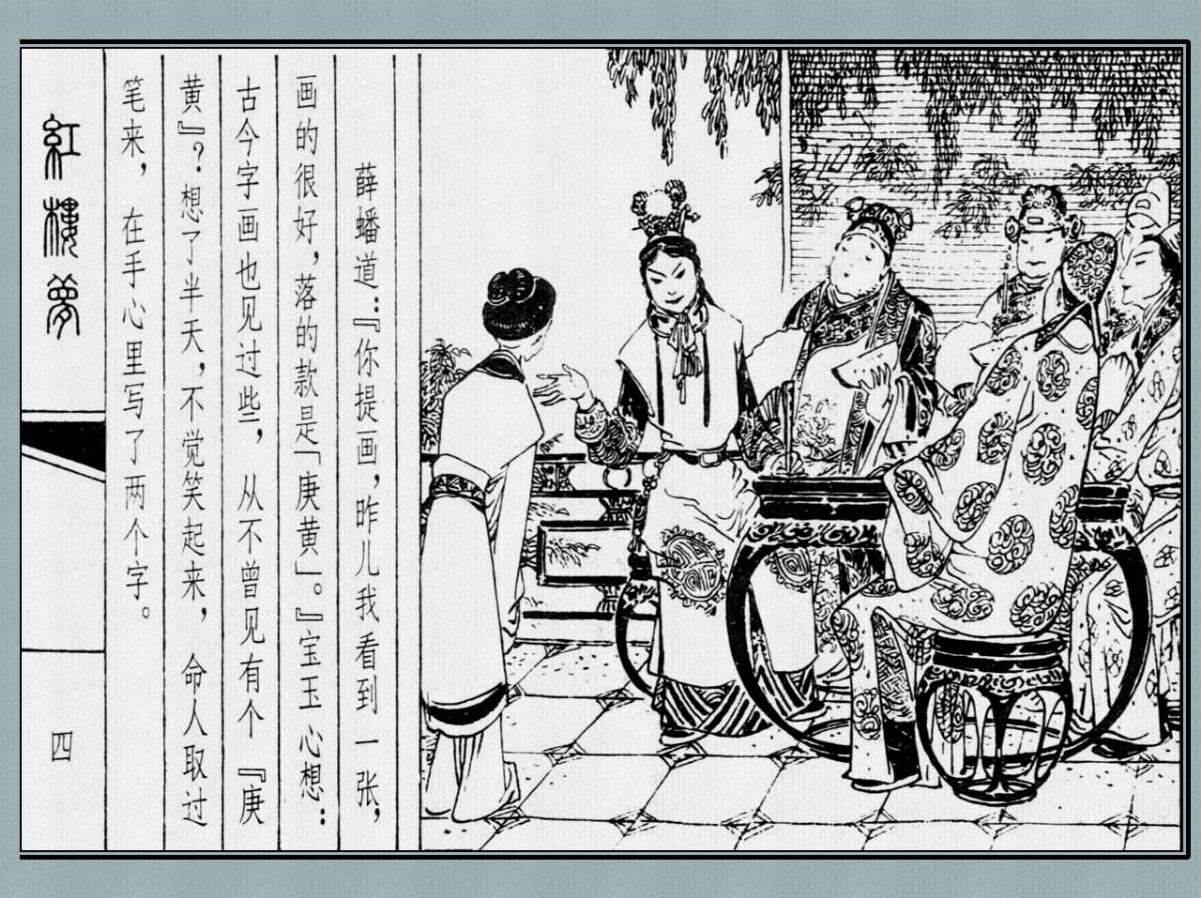 薛蟠道:『你提画,昨儿我看到一张,
画的很好,落的款是「庚黄」。』宝玉心想:
古今字画也见过些,从不曾见有个『庚
黄』?想了半天,不觉笑起来,命人取过
笔来,在手心里写了两个字。
紅樓夢
四